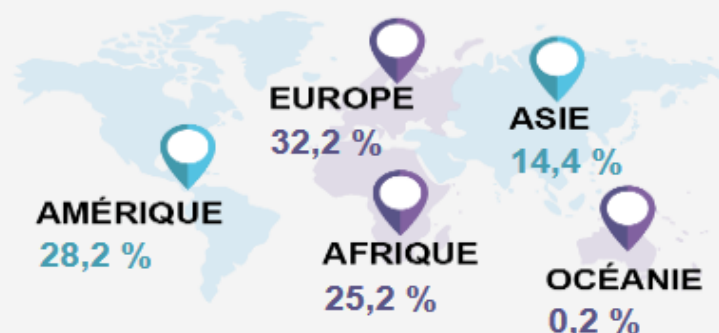 EUROPE
32,2 %
ASIE
14,4 %
AMÉRIQUE
28,2 %
AFRIQUE
25,2 %
OCÉANIE
0,2 %